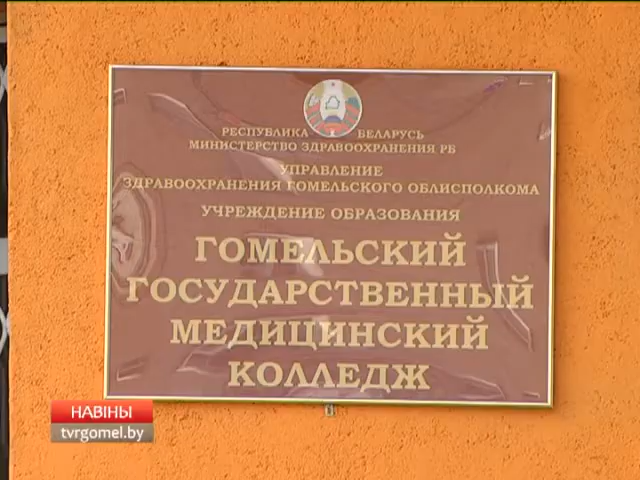 РЕСПУБЛИКА БЕЛАРУСЬ
МИНИСТЕРСТВО ЗДРАВООХРАНЕНИЯ РБ
УПРАВЛЕНИЕ
ЗДРАВООХРАНЕНИЯ ГОМЕЛЬСКОГО ОБЛИСПОЛКОМА
УЧРЕЖДЕНИЕ ОБРАЗОВАНИЯ
ГОМЕЛЬСКИЙ
ГОСУДАРСТВЕННЫЙ
МЕДИЦИНСКИЙ
КОЛЛЕДЖ
НАВІНЫ
tvrgomel.by